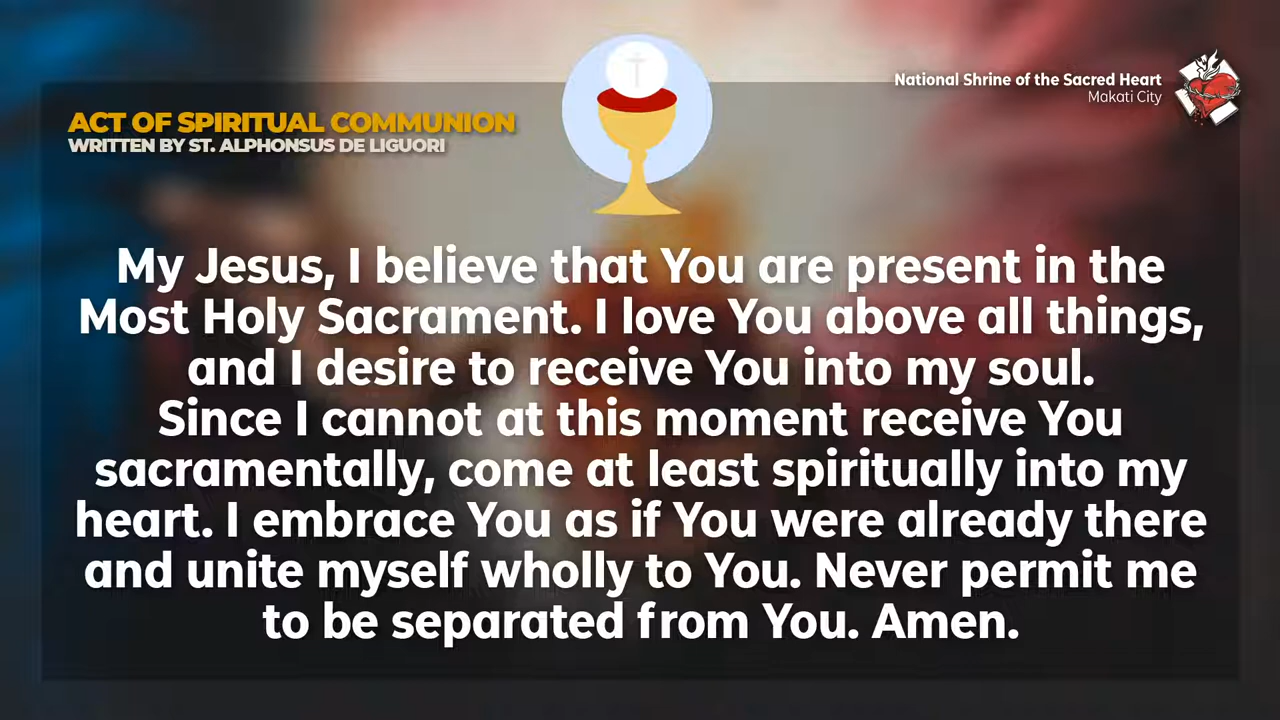 National Shrine of the Sacred Heart
Makati City
ACT OF SPIRITUAL COMMUNION
WRITTEN BY ST. ALPHONSUS DE LIGUORI
My Jesus, I believe that You are present in the
Most Holy Sacrament. I love You above all things,
and I desire to receive You into my soul.
Since I cannot at this moment receive You
sacramentally, come at least spiritually into my
heart. I embrace You as if You were already there
and unite myself wholly to You. Never permit me
to be separated from You. Amen.